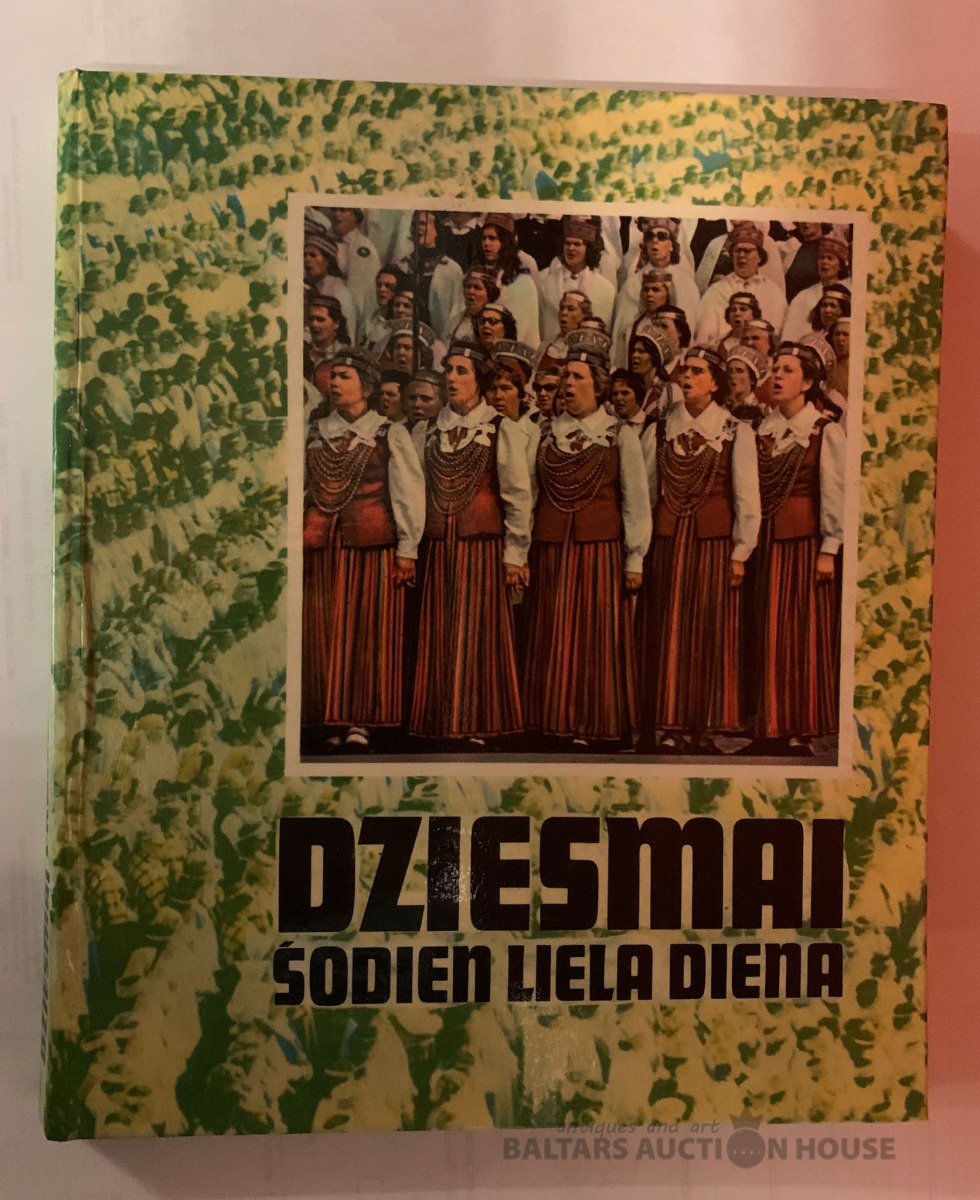 DZIESMAI
ŠODIEN LIELA DIENA
antiques and art
BALTARS AUCTION HOUSE